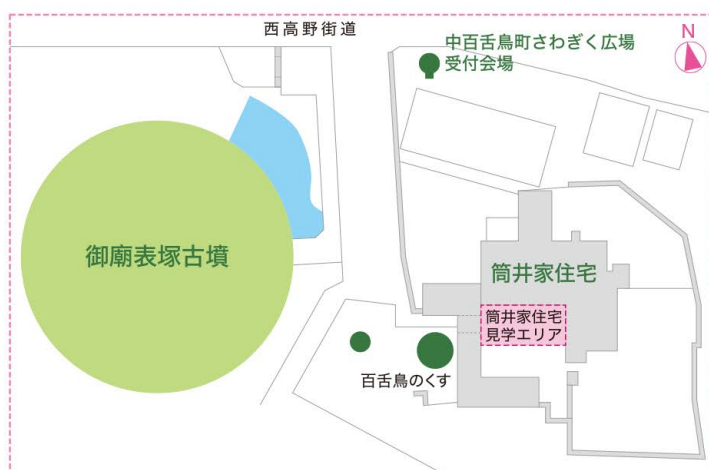 西高野街道
中百舌鳥町さわぎく広場
受付会場
N
御廟表塚古墳
筒井家住宅
筒井家住宅
見学エリア
百舌鳥のくす